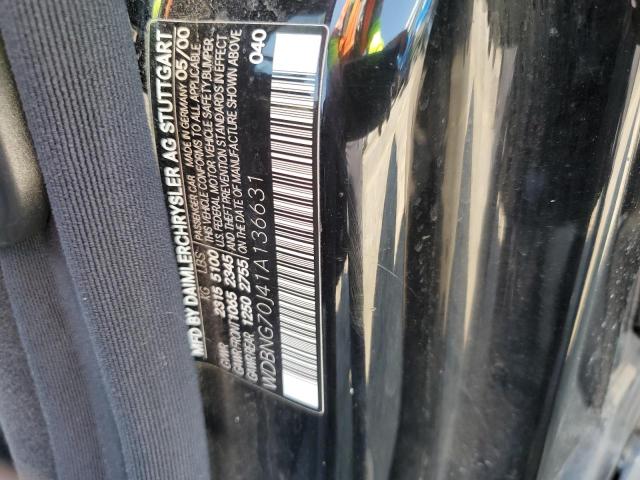 MFD BY DAIMLERCHRYSLER AG STUTTGART
PASSENGER CAR MADE IN GERMANY 05/00
KG LBS THIS VEHICLE CONFORMS TO ALL APPLICABLE
GWR 2315 5100 U.S. FEDERAL MOTOR VEHICLE SAFETY BUMPER,
GAWR FRONT 1065 2345 AND THEFT PREVENTION STANDARDS IN EFFECT
GAWR REAR 1250 2755 ON THE DATE OF MANUFACTURE SHOWN ABOVE
WDBNG70J41A136631 040